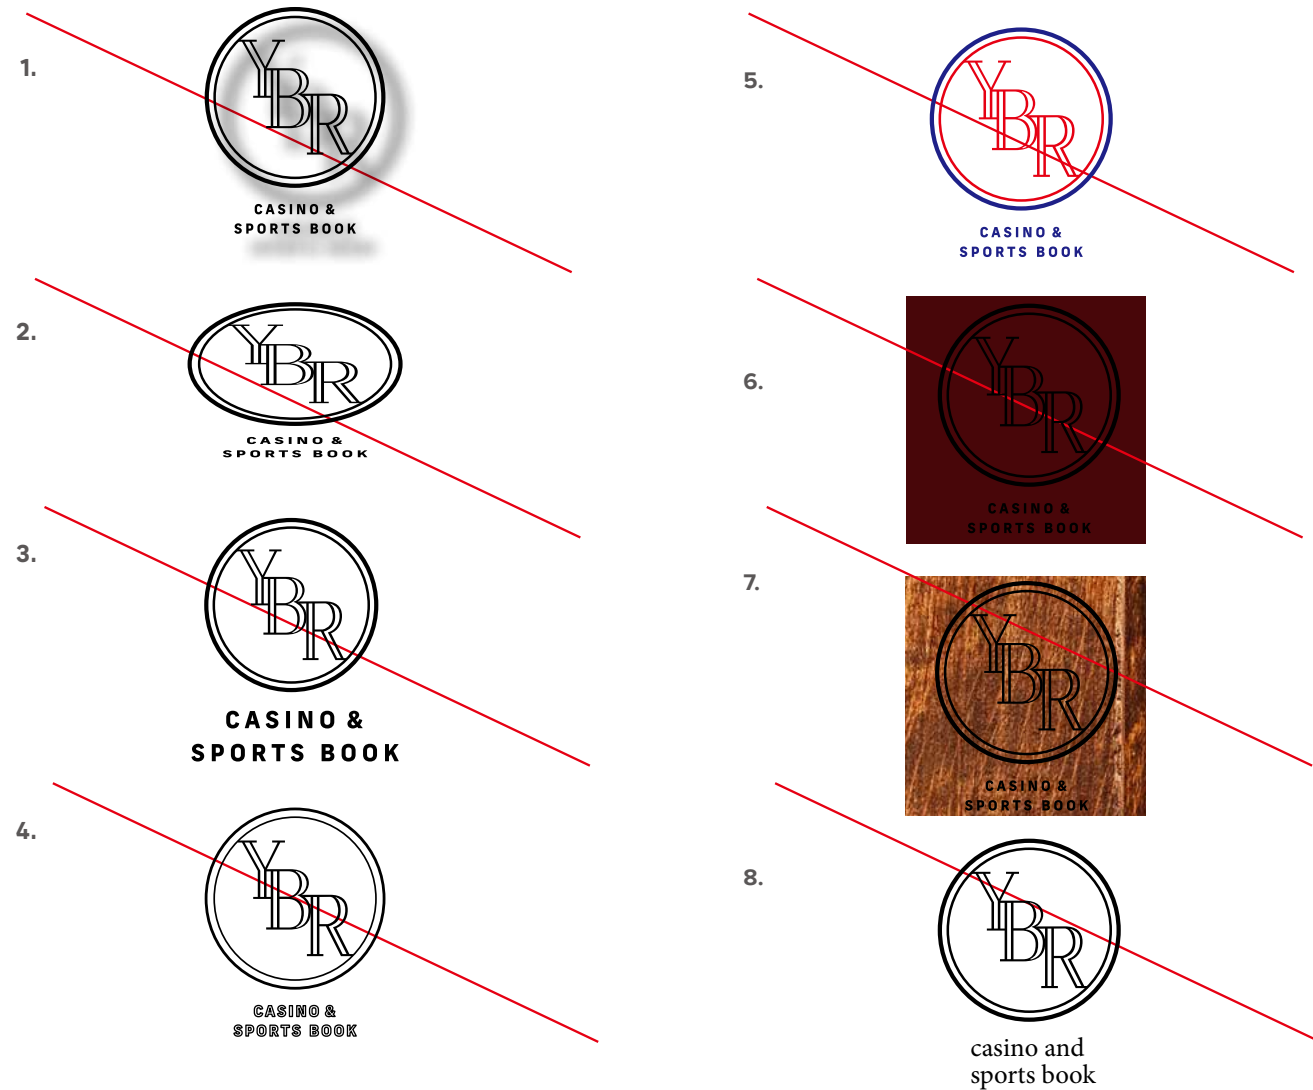 1.
YBR
CASINO &
SPORTS BOOK
2.
YBR
CASINO &
SPORTS BOOK
3.
YBR
CASINO &
SPORTS BOOK
4.
YBR
CASINO &
SPORTS BOOK
5.
YBR
CASINO &
SPORTS BOOK
6.
YBR
CASINO &
SPORTS BOOK
7.
YBR
CASINO &
SPORTS BOOK
8.
YBR
casino and
sports book